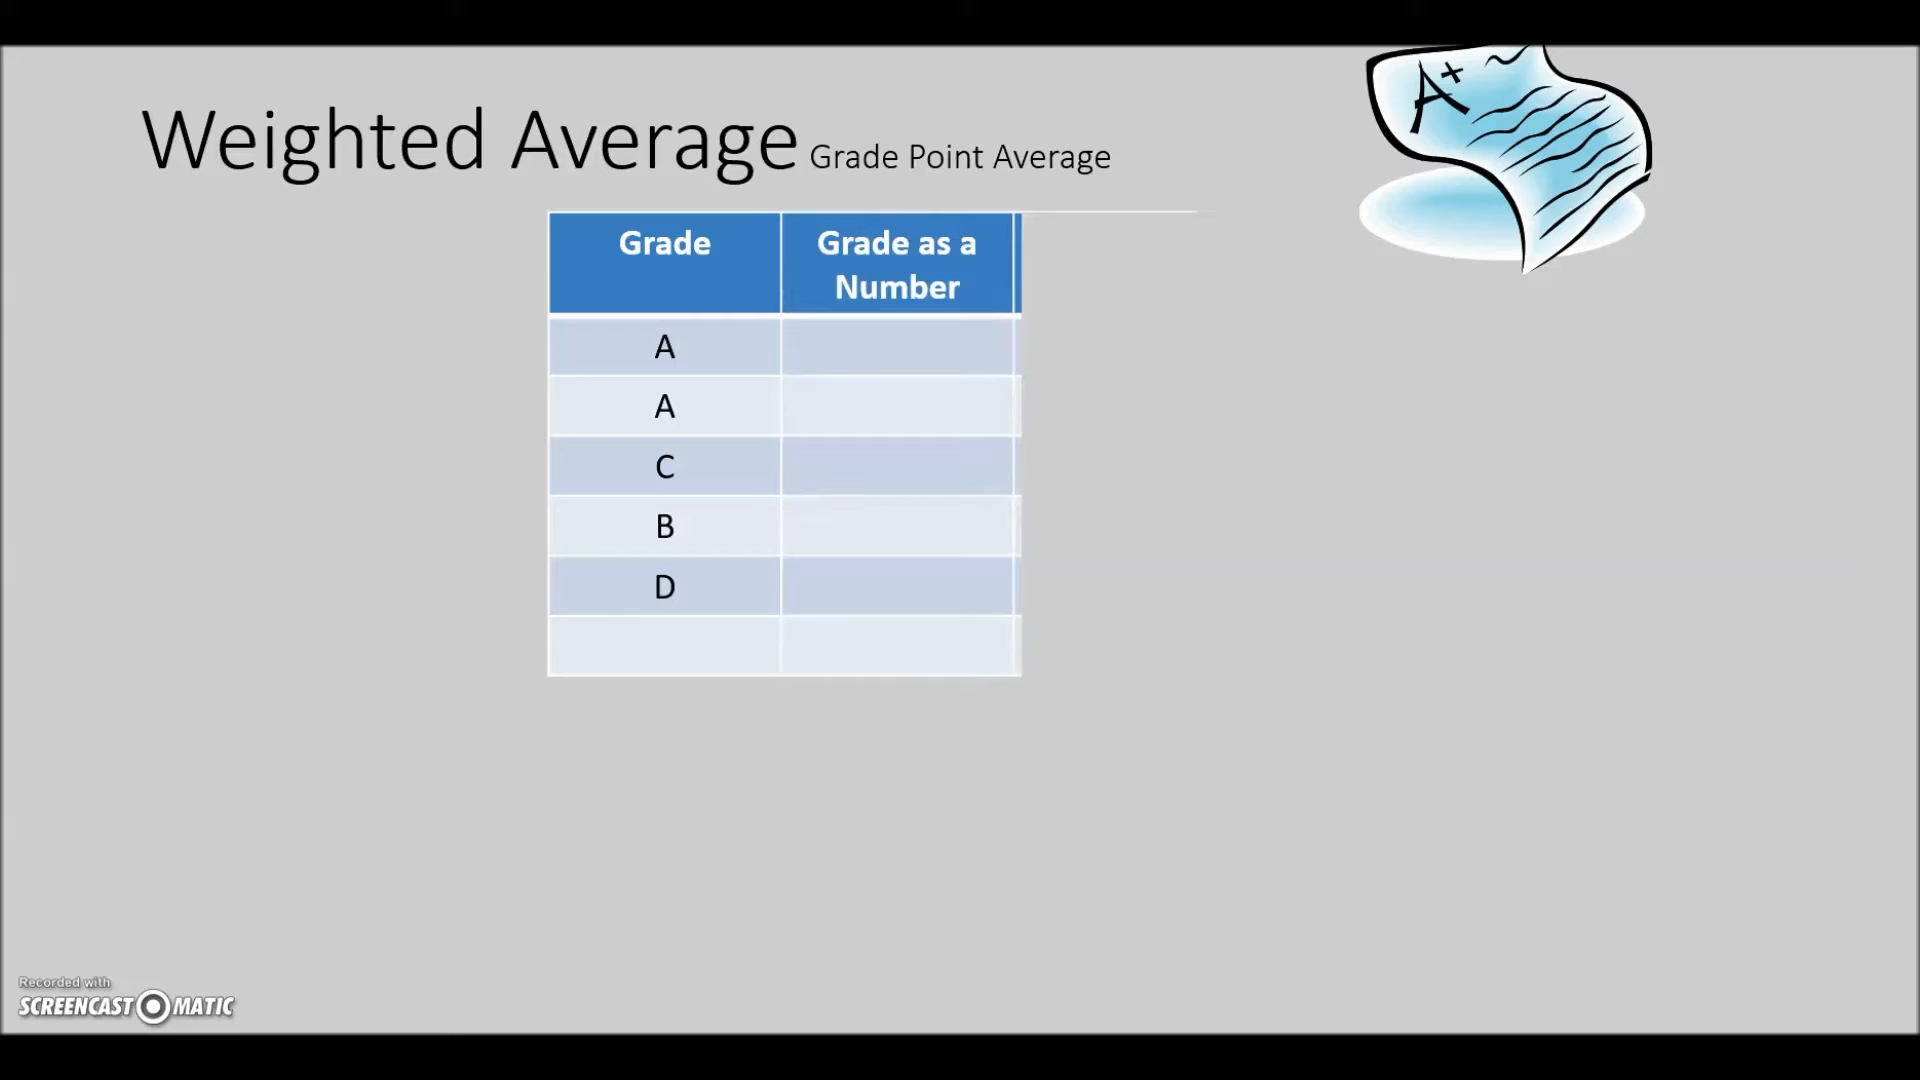 Weighted Average Grade Point Average
A+
Grade
Grade as a
Number
A
A
C
B
D
Recorded with
SCREENCAST MATIC